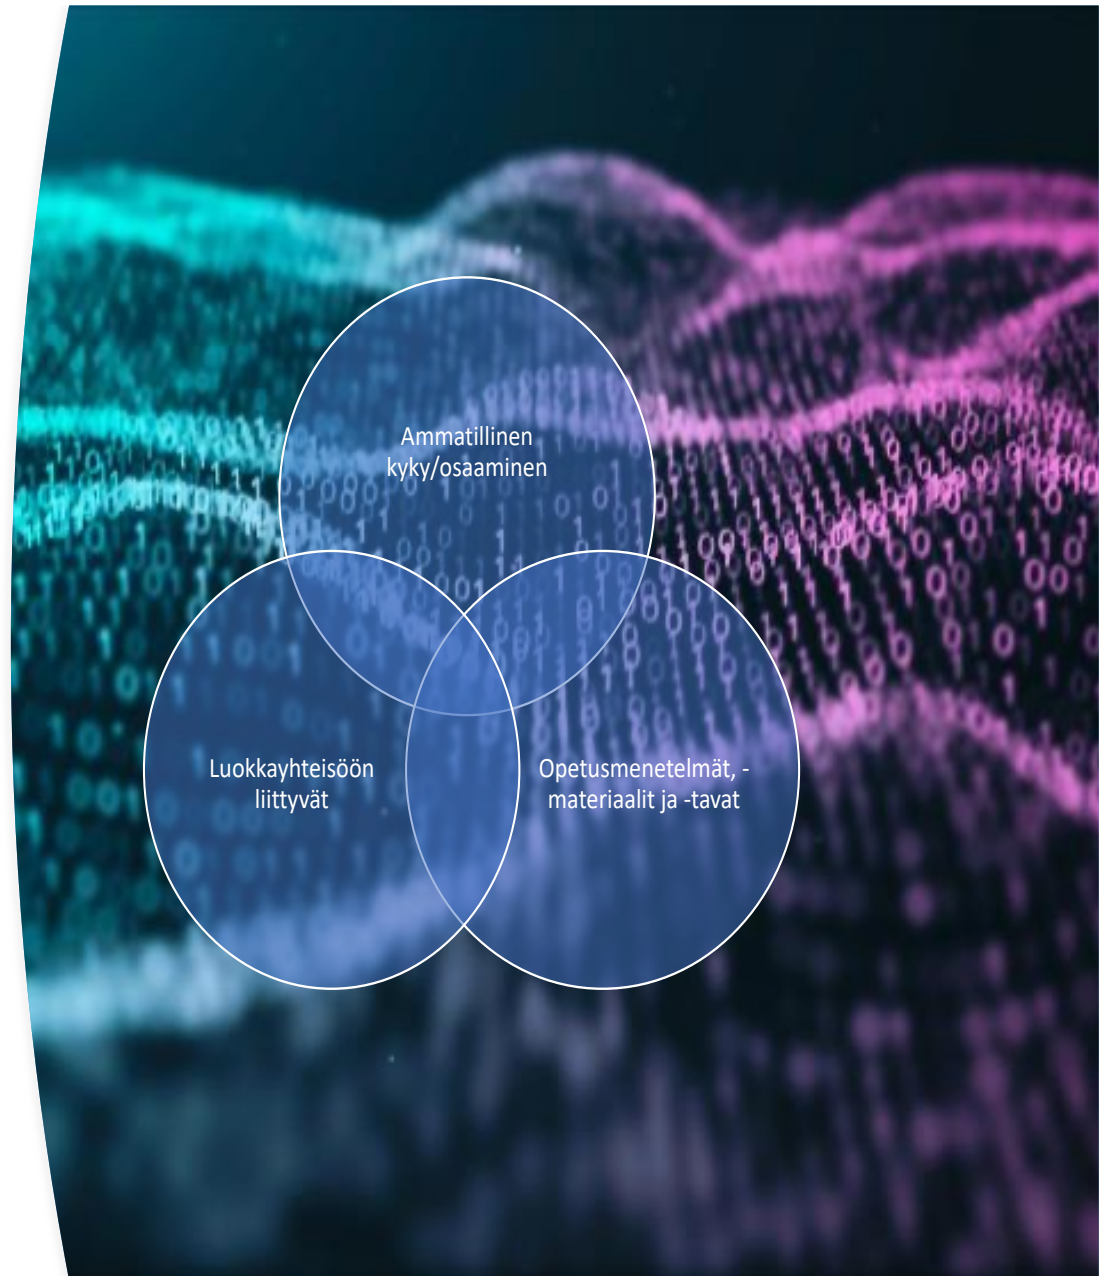 Ammatillinen
kyky/osaaminen
Luokkayhteisöön
liittyvät
Opetusmenetelmät, -
materiaalit ja -tavat